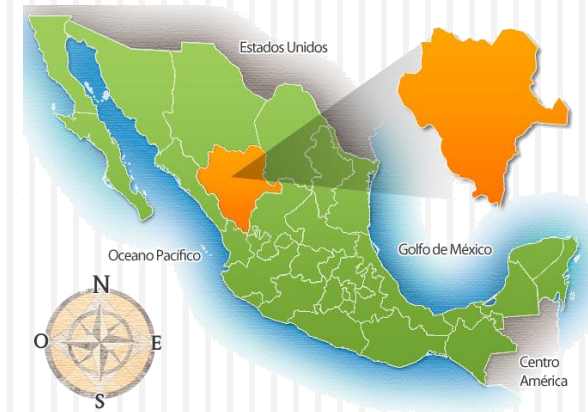 Estados Unidos
Oceano Pacífico
Golfo de México
N
O
E
S
Centro
América